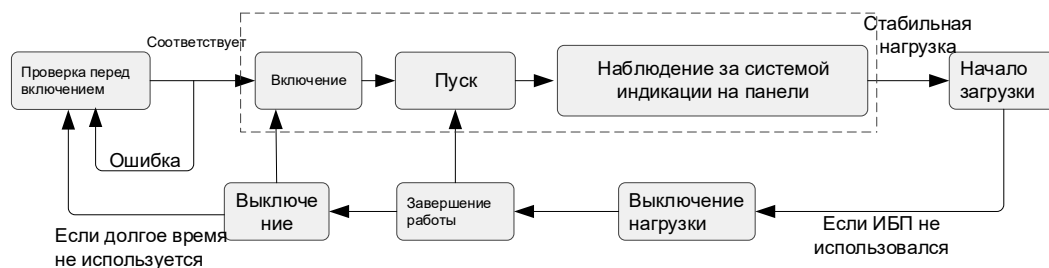 Стабильная
нагрузка
Соответствует
Проверка перед
включением
Включение
Пуск
Наблюдение за системой
индикации на панели
Начало
загрузки
Ошибка
Выключе
ние
Завершение
работы
Выключение
нагрузки
Если ИБП не
использовался
Если долгое время
не используется